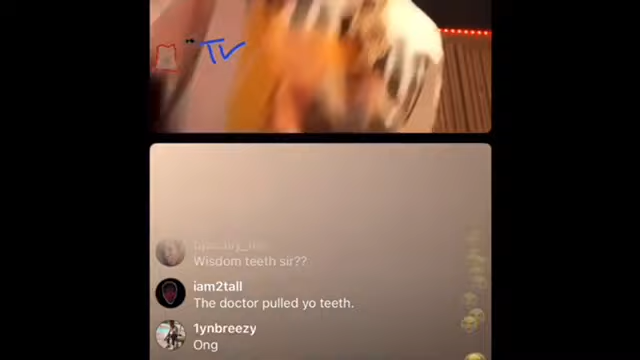 TV
Wisdom teeth sir??
iam2tall
The doctor pulled yo teeth.
1ynbreezy
Ong